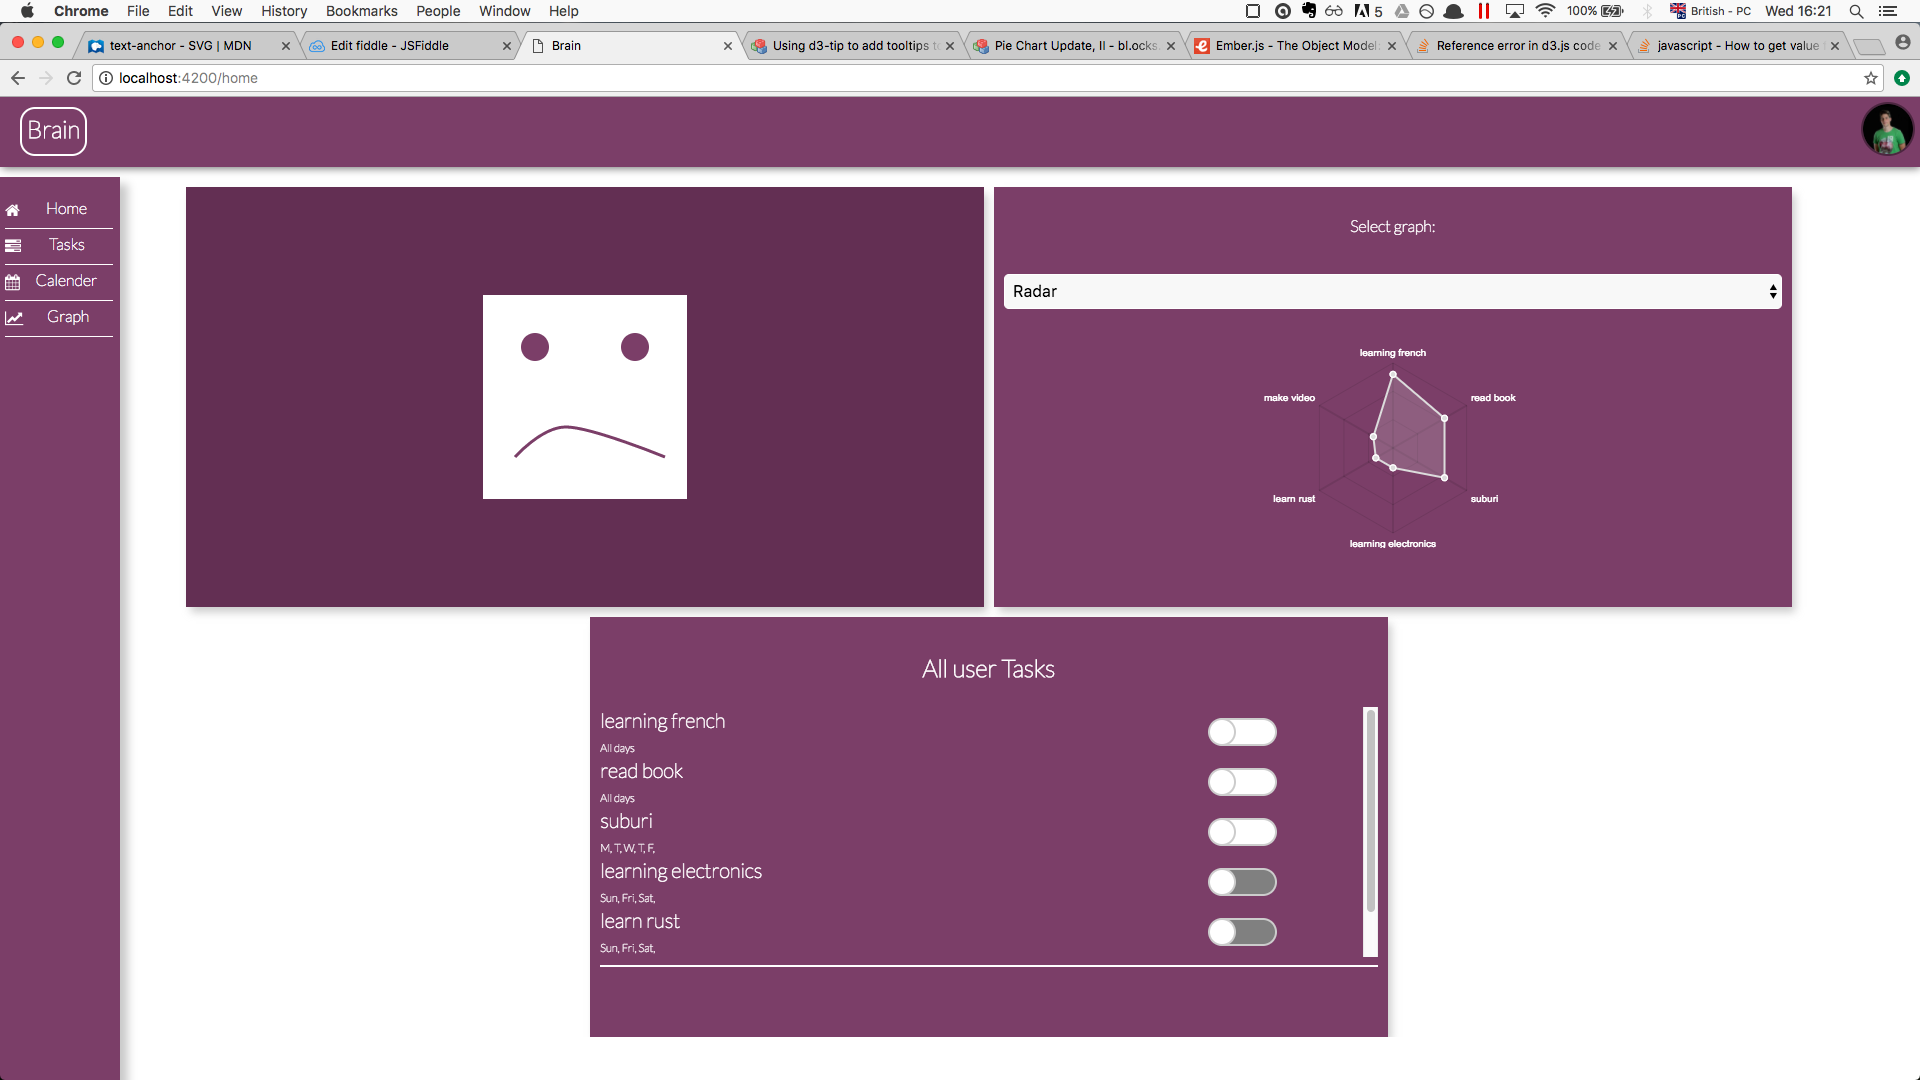 Chrome File Edit View History Bookmarks People Window Help 5 100% British - PC Wed 16:21
text-anchor - SVG | MDN Edit fiddle - JSFiddle Brain Using d3-tip to add tooltips Pie Chart Update, II - bl.ocks. Ember.js - The Object Model: Reference error in d3.js code javascript - How to get value
localhost:4200/home
Brain
Home
Tasks
Calender
Graph
Select graph:
Radar
learning french
make video
read book
learn rust
suburi
learning electronics
All user Tasks
learning french
All days
read book
All days
suburi
M, T, W, T, F,
learning electronics
Sun, Fri, Sat,
learn rust
Sun, Fri, Sat,